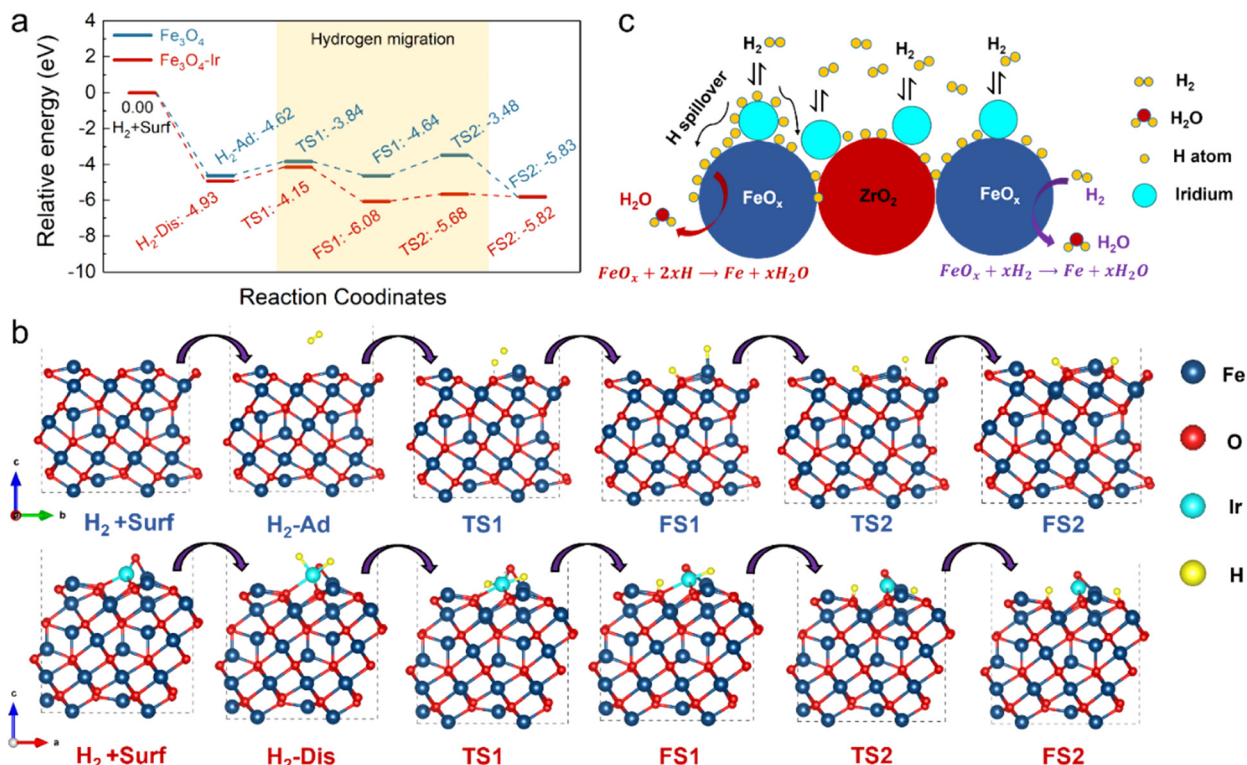 a
4
2
0
-2
-4
-6
-8
-10
Relative energy (eV)
Reaction Coodinates
Fe₃O₄
Fe₃O₄-Ir
Hydrogen migration
0.00
H₂+Surf
H₂-Ad: -4.62
TS1: -3.84
FS1: -4.64
TS2: -3.48
FS2: -5.83
H₂-Dis: -4.93
TS1: -4.15
FS1: -6.08
TS2: -5.68
FS2: -5.82
c
H₂
H₂
H₂
H₂
H spillover
FeOₓ
ZrO₂
FeOₓ
H₂O
H₂
H₂O
FeOₓ + 2xH → Fe + xH₂O
FeOₓ + xH₂ → Fe + xH₂O
H₂
H₂O
H atom
Iridium
b
c
b
H₂ +Surf
H₂-Ad
TS1
FS1
TS2
FS2
c
a
H₂ +Surf
H₂-Dis
TS1
FS1
TS2
FS2
Fe
O
Ir
H